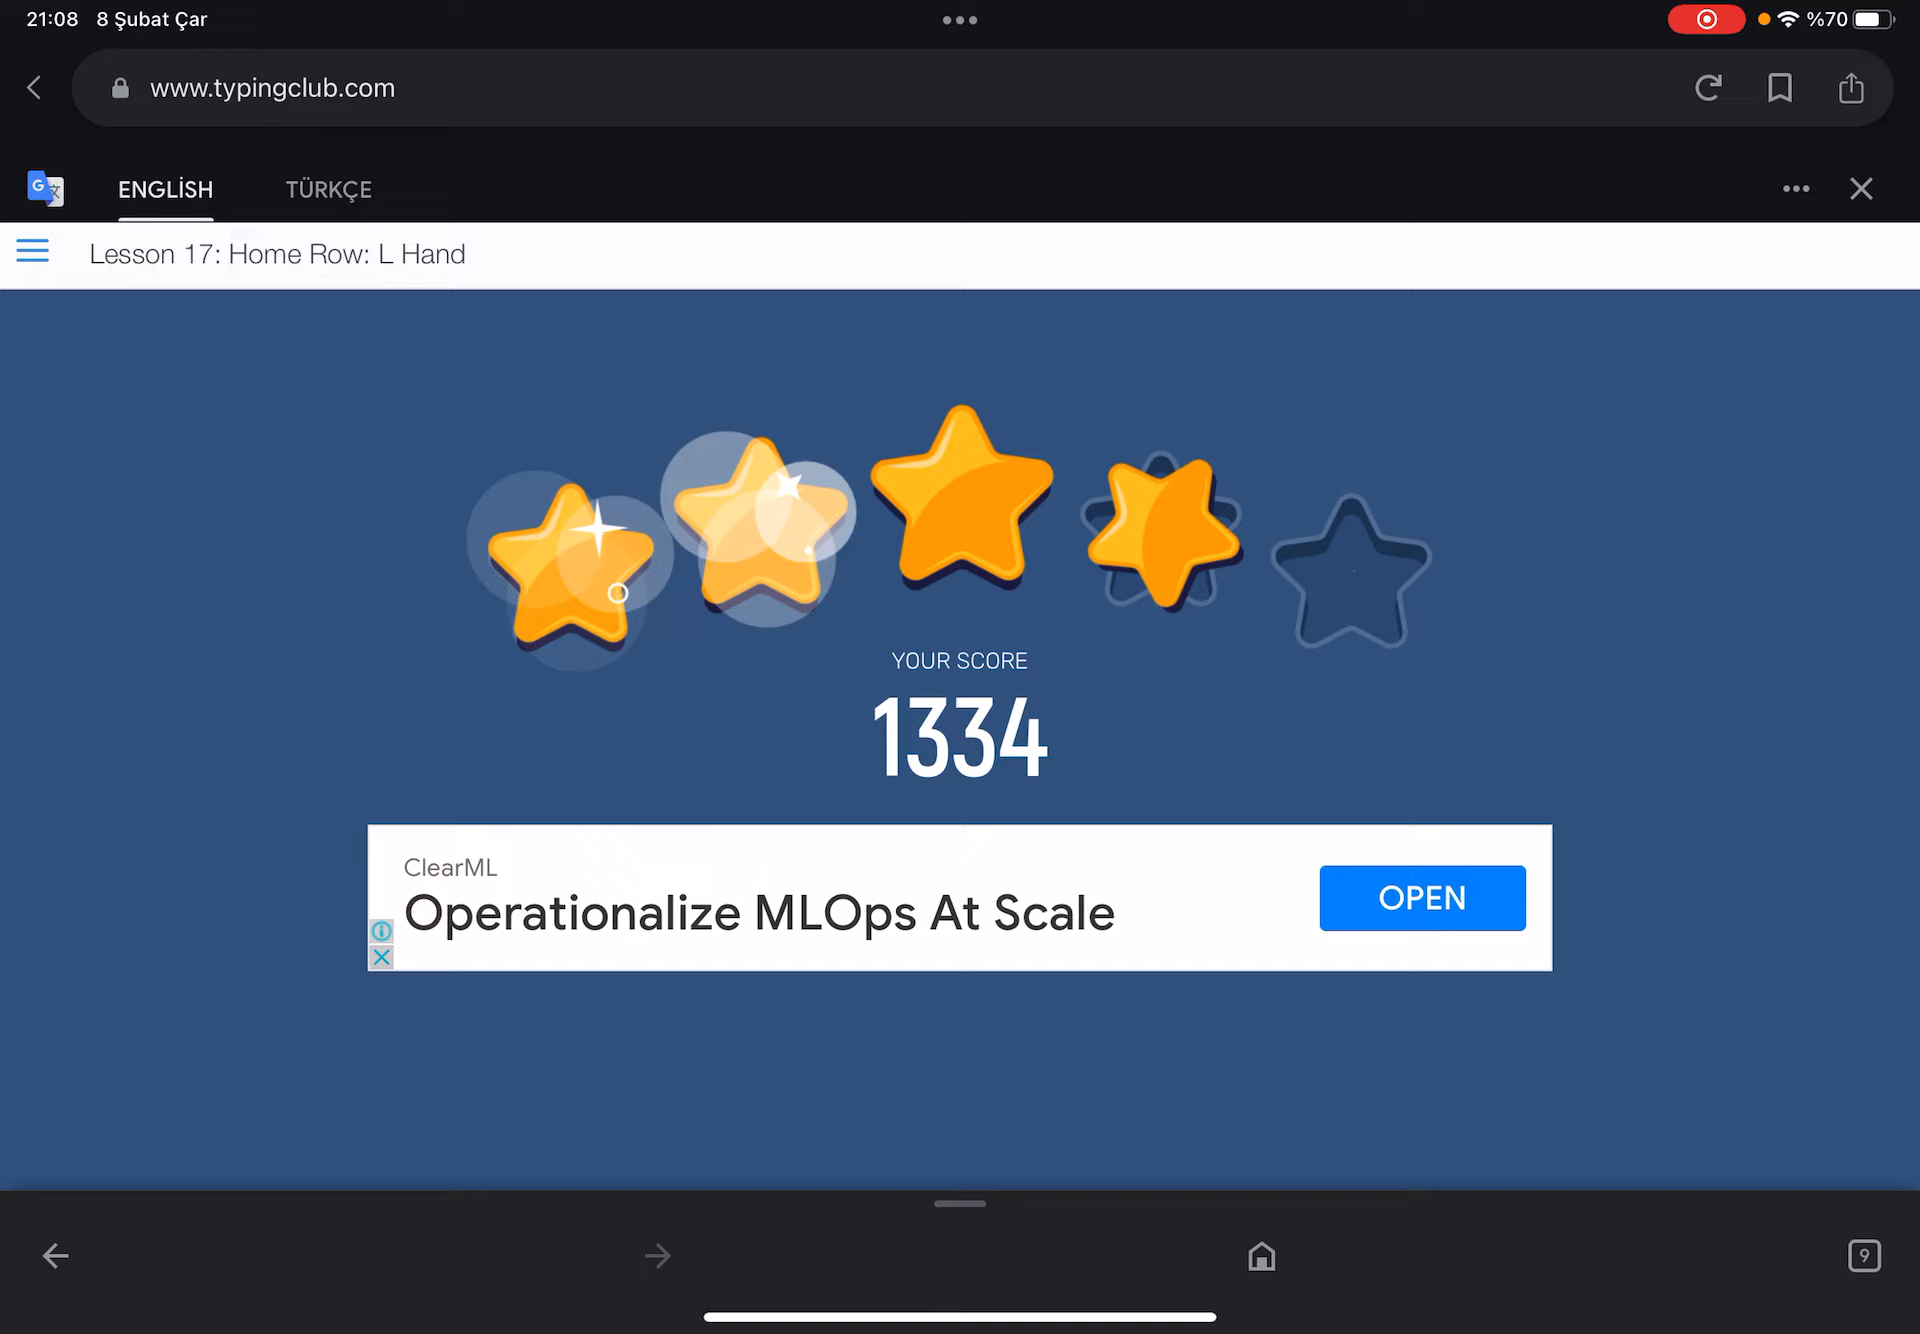 21:08 8 Şubat Çar
%70
www.typingclub.com
G
ENGLİSH TÜRKÇE
Lesson 17: Home Row: L Hand
YOUR SCORE
1334
ClearML
Operationalize MLOps At Scale
OPEN
9